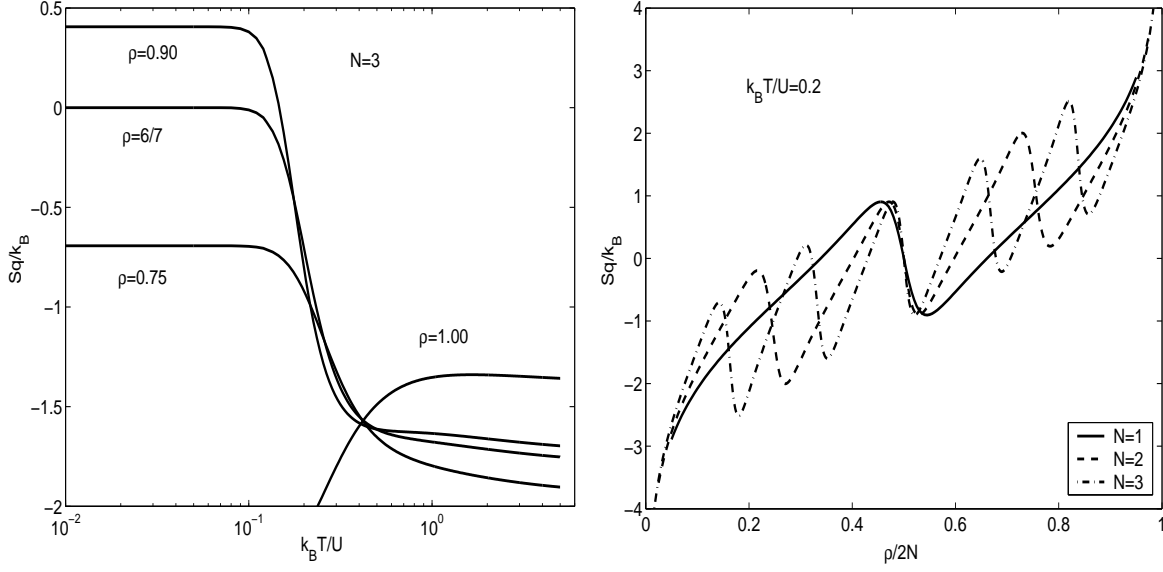 0.5
0
−0.5
−1
−1.5
−2
Sq/k_B
ρ=0.90
N=3
ρ=6/7
ρ=0.75
ρ=1.00
10^−2
10^−1
10^0
k_BT/U
4
3
2
1
0
−1
−2
−3
−4
Sq/k_B
k_BT/U=0.2
N=1
N=2
N=3
0
0.2
0.4
0.6
0.8
1
ρ/2N